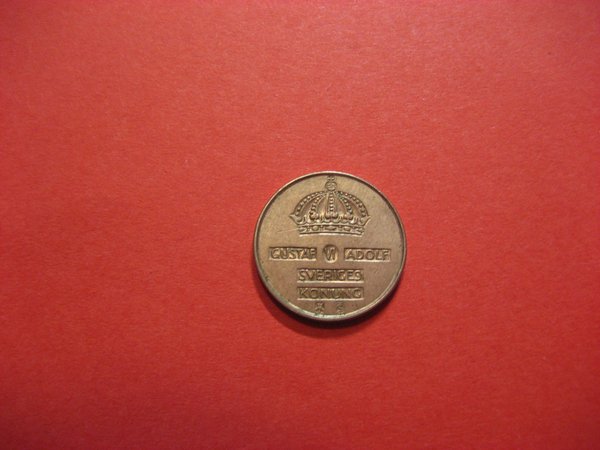 GUSTAF VI ADOLF
SVERIGES
KONUNG